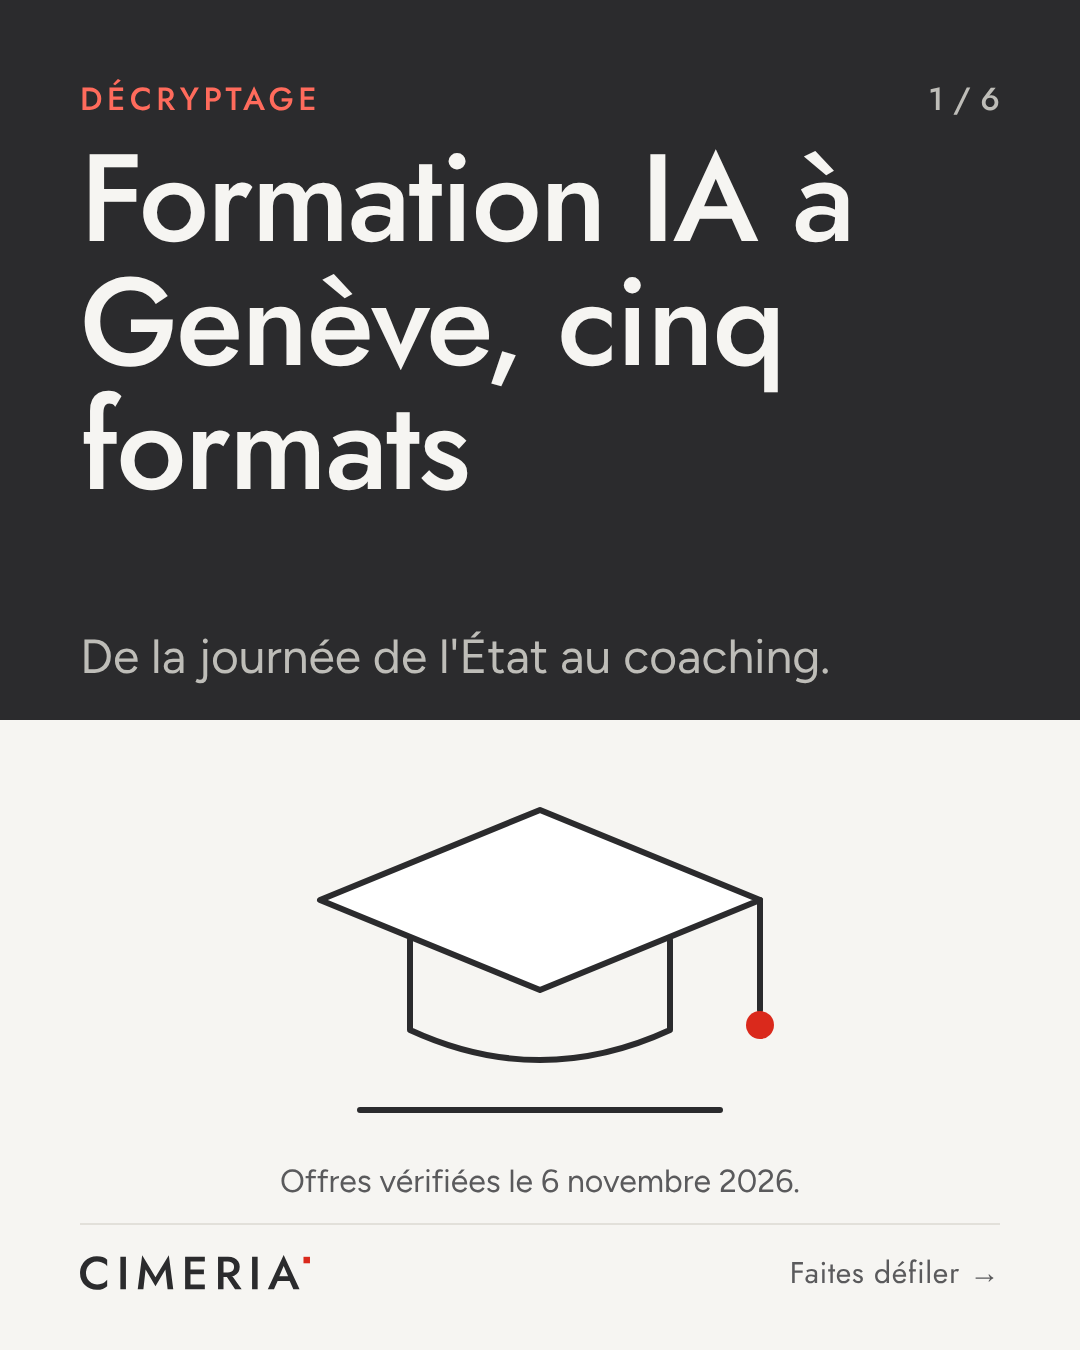 DÉCRYPTAGE
1 / 6
Formation IA à
Genève, cinq
formats
De la journée de l'État au coaching.
Offres vérifiées le 6 novembre 2026.
CIMERIA
Faites défiler →